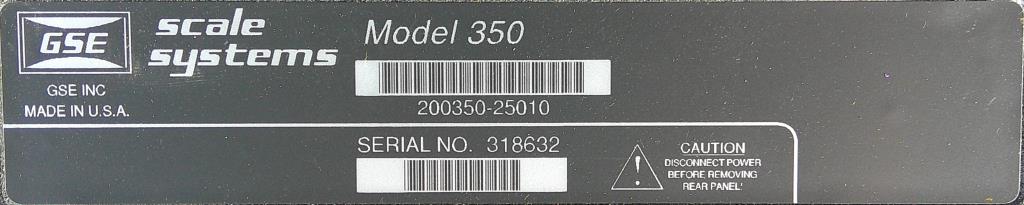 GSE
scale
systems
GSE INC
MADE IN U.S.A.
Model 350
200350-25010
SERIAL NO. 318632
!
CAUTION
DISCONNECT POWER
BEFORE REMOVING
REAR PANEL!